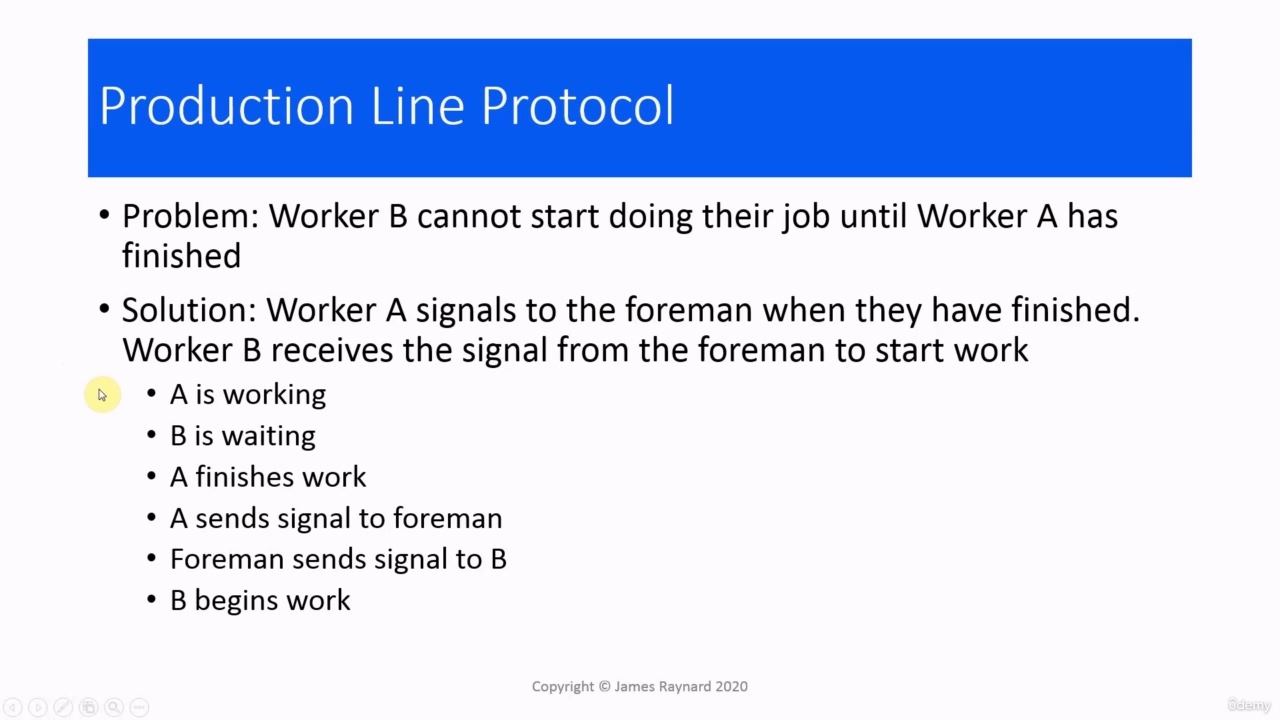 Production Line Protocol
• Problem: Worker B cannot start doing their job until Worker A has
finished
• Solution: Worker A signals to the foreman when they have finished.
Worker B receives the signal from the foreman to start work
• A is working
• B is waiting
• A finishes work
• A sends signal to foreman
• Foreman sends signal to B
• B begins work
Copyright © James Raynard 2020
ûdemy